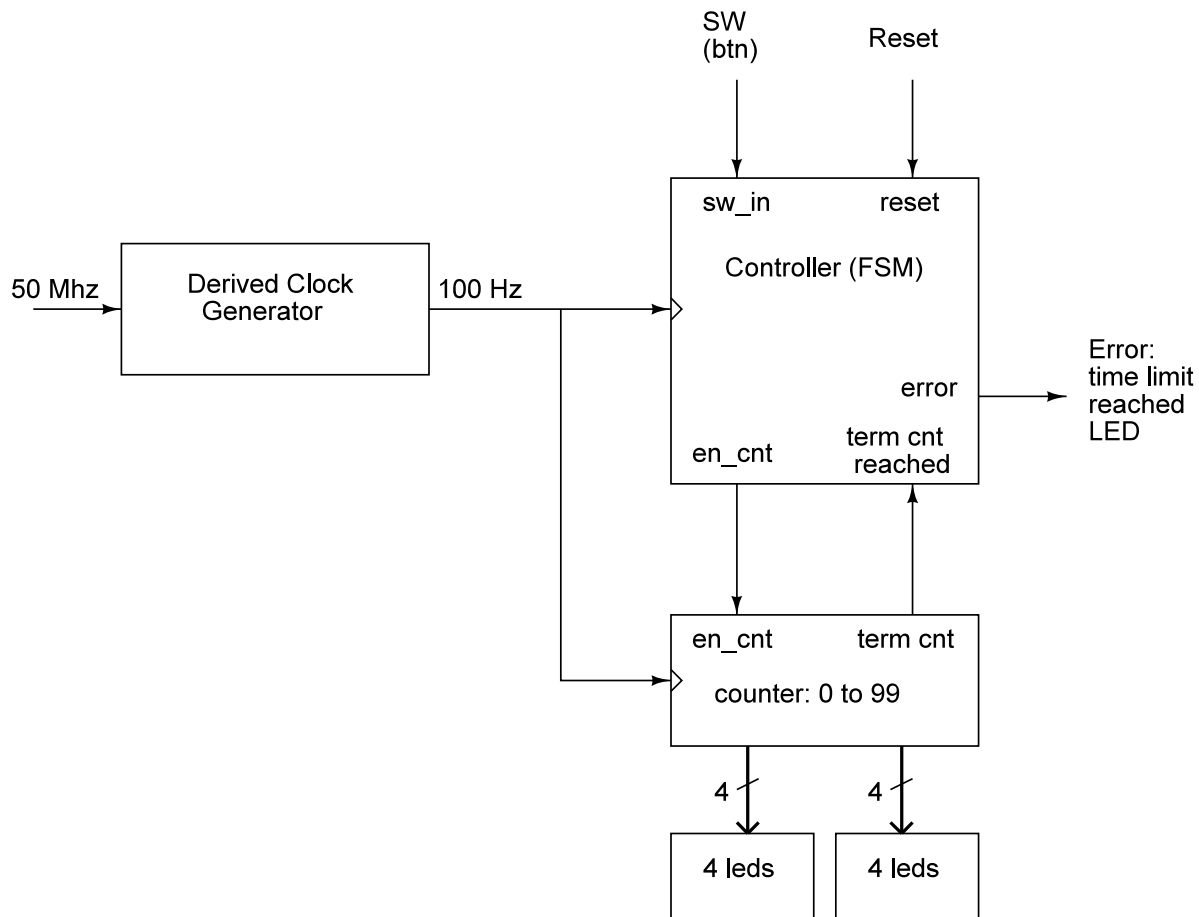 SW
(btn)
Reset
sw_in
reset
Controller (FSM)
50 Mhz
Derived Clock
Generator
100 Hz
error
Error:
time limit
reached
LED
en_cnt
term cnt
reached
en_cnt
term cnt
counter: 0 to 99
4
4
4 leds
4 leds